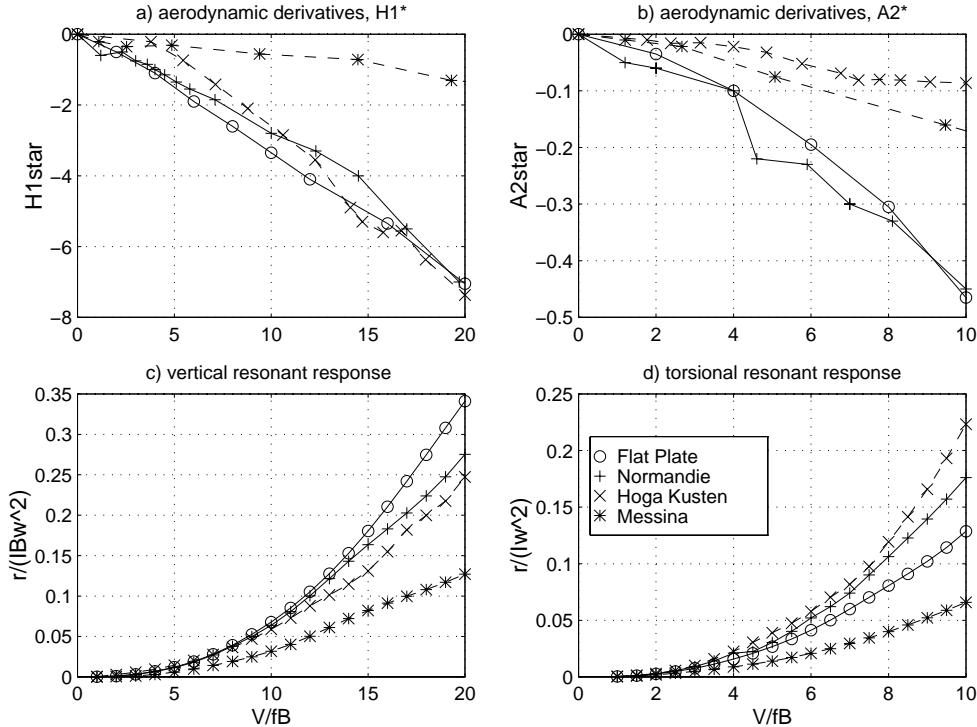 a) aerodynamic derivatives, H1*
0
−2
−4
−6
−8
H1star
0 5 10 15 20
b) aerodynamic derivatives, A2*
0
−0.1
−0.2
−0.3
−0.4
−0.5
A2star
0 2 4 6 8 10
c) vertical resonant response
0.35
0.3
0.25
0.2
0.15
0.1
0.05
0
r/(IBw^2)
0 5 10 15 20
V/fB
d) torsional resonant response
0.25
0.2
0.15
0.1
0.05
0
r/(Iw^2)
Flat Plate
Normandie
Hoga Kusten
Messina
0 2 4 6 8 10
V/fB